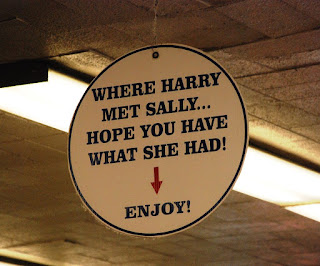 WHERE HARRY
MET SALLY...
HOPE YOU HAVE
WHAT SHE HAD!
ENJOY!